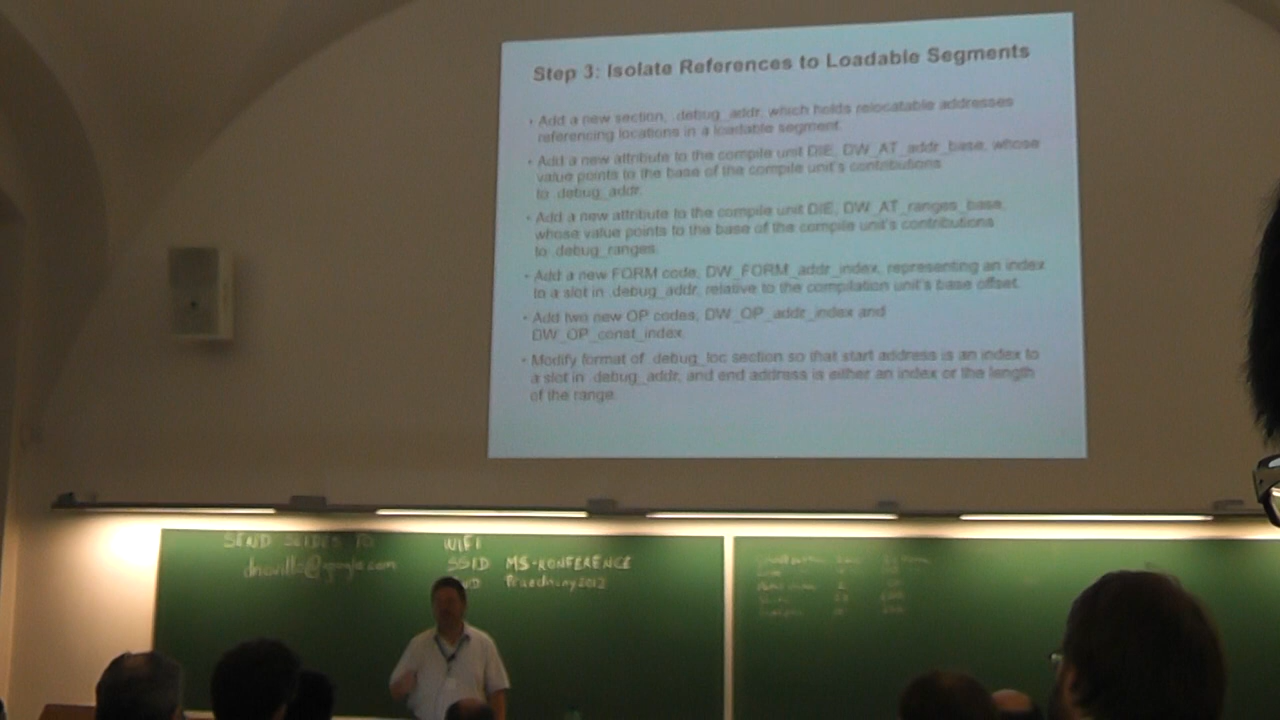 Step 3: Isolate References to Loadable Segments
• Add a new section, .debug_addr, which holds relocatable addresses
referencing locations in a loadable segment.
• Add a new attribute to the compile unit DIE, DW_AT_addr_base, whose
value points to the base of the compile unit's contributions
to .debug_addr.
• Add a new attribute to the compile unit DIE, DW_AT_ranges_base,
whose value points to the base of the compile unit's contributions
to .debug_ranges.
• Add a new FORM code, DW_FORM_addr_index, representing an index
to a slot in .debug_addr, relative to the compilation unit's base offset.
• Add two new OP codes, DW_OP_addr_index and
DW_OP_const_index.
• Modify format of .debug_loc section so that start address is an index to
a slot in .debug_addr, and end address is either an index or the length
of the range.
SEND SLIDES TO
dnovillo@google.com
WIFI
SSID MS-KONFERENCE